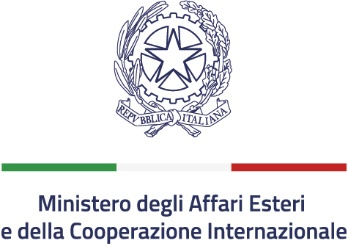 REPVBBLICA ITALIANA
Ministero degli Affari Esteri
e della Cooperazione Internazionale